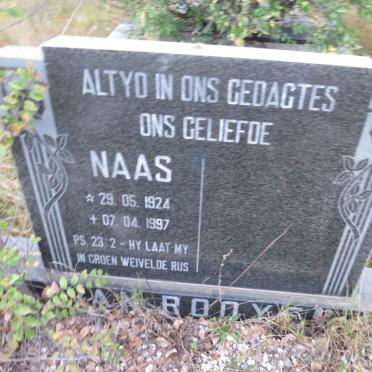 ALTYD IN ONS GEDAGTES
ONS GELIEFDE
NAAS
* 29. 05. 1924
+ 07. 04. 1997
PS. 23:2 - HY LAAT MY
IN GROEN WEIVELDE RUS